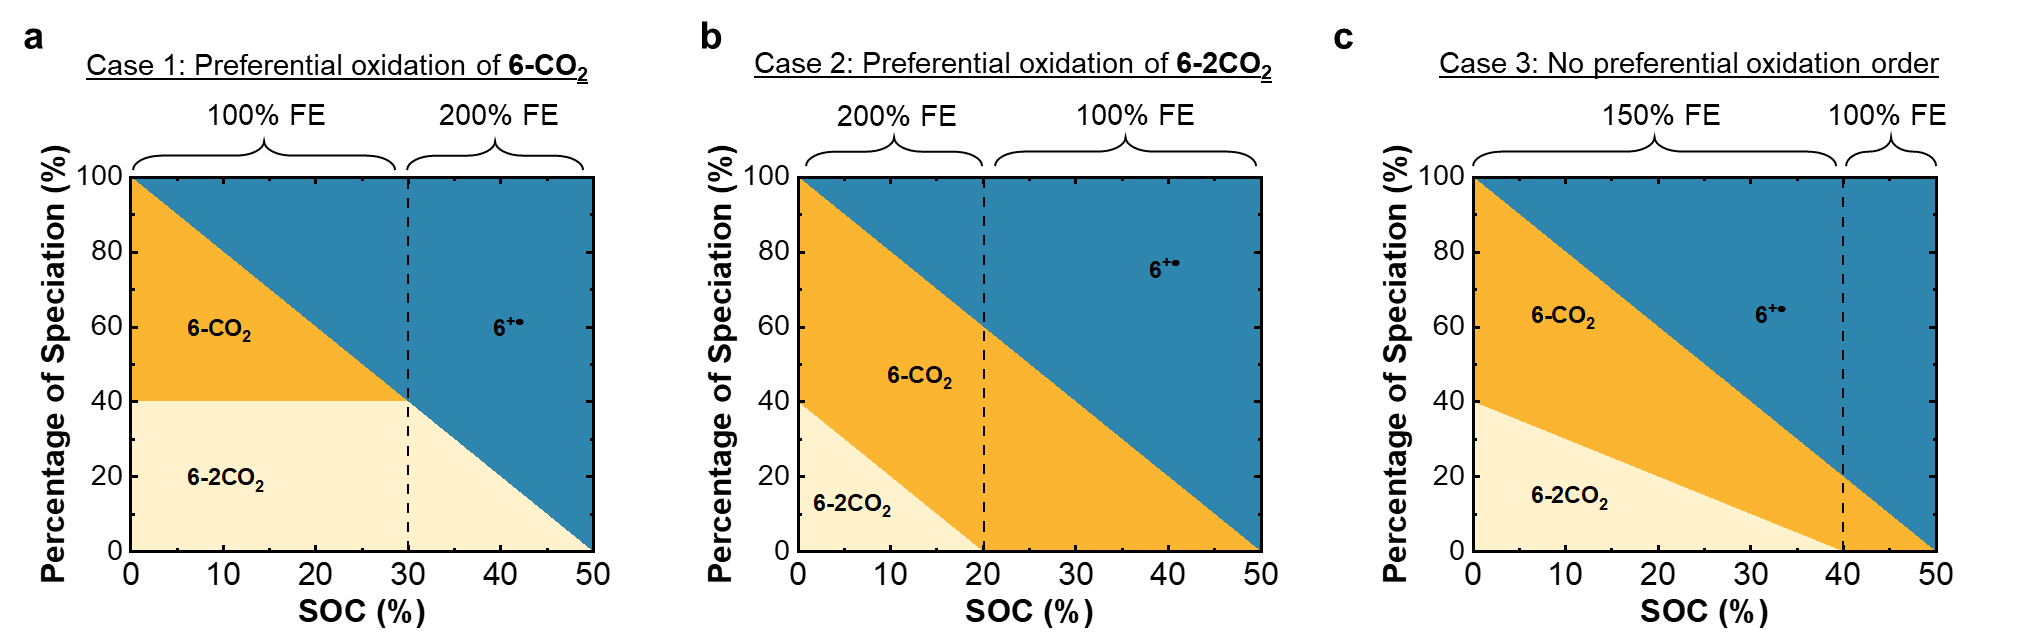 a
Case 1: Preferential oxidation of 6-CO₂
100% FE
200% FE
Percentage of Speciation (%)
100
80
60
40
20
0
6-CO₂
6⁺•
6-2CO₂
0 10 20 30 40 50
SOC (%)
b
Case 2: Preferential oxidation of 6-2CO₂
200% FE
100% FE
Percentage of Speciation (%)
100
80
60
40
20
0
6⁺•
6-CO₂
6-2CO₂
0 10 20 30 40 50
SOC (%)
c
Case 3: No preferential oxidation order
150% FE
100% FE
Percentage of Speciation (%)
100
80
60
40
20
0
6-CO₂
6⁺•
6-2CO₂
0 10 20 30 40 50
SOC (%)